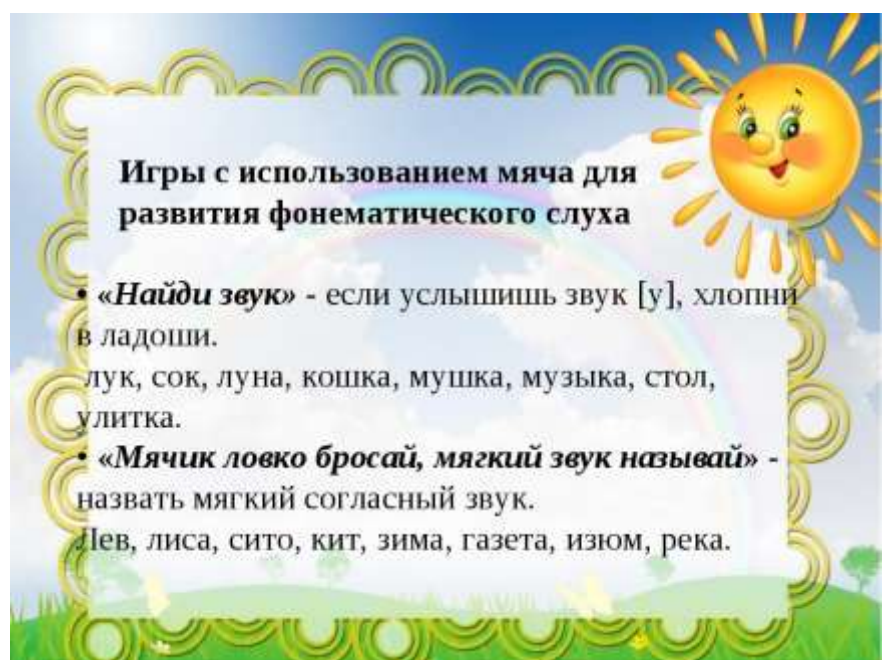 Игры с использованием мяча для
развития фонематического слуха
• «Найди звук» - если услышишь звук [у], хлопни
в ладоши.
лук, сок, луна, кошка, мушка, музыка, стол,
улитка.
• «Мячик ловко бросай, мягкий звук называй» -
назвать мягкий согласный звук.
Лев, лиса, сито, кит, зима, газета, изюм, река.